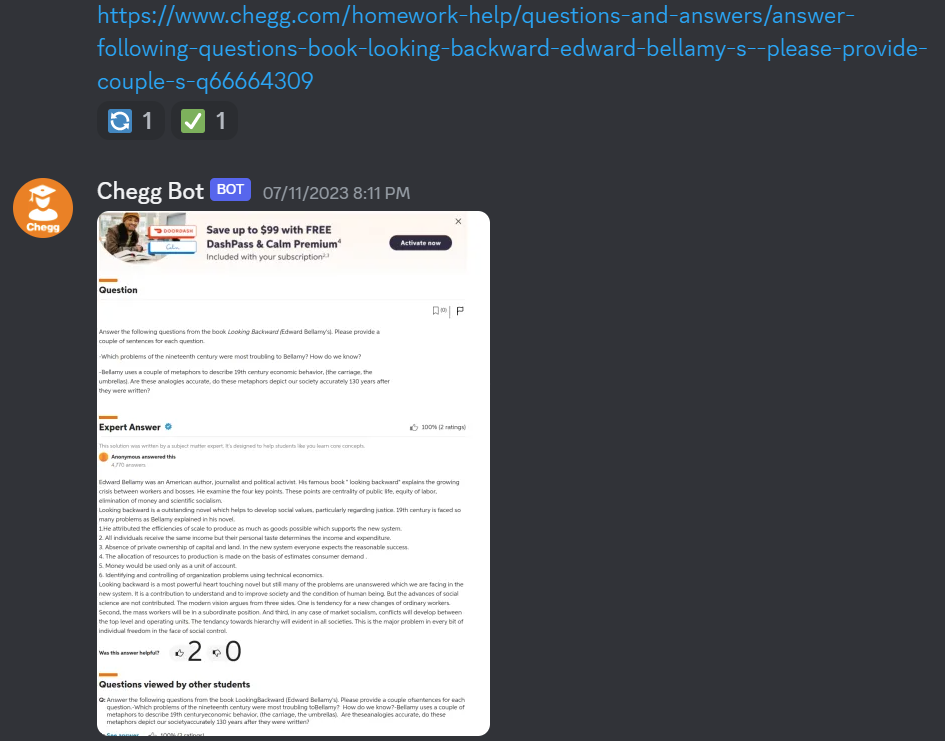 https://www.chegg.com/homework-help/questions-and-answers/answer-
following-questions-book-looking-backward-edward-bellamy-s--please-provide-
couple-s-q66664309
1 1
Chegg Bot BOT 07/11/2023 8:11 PM
Chegg
DOORDASH
Calm
Save up to $99 with FREE
DashPass & Calm Premium4
Included with your subscription2,3
Activate now
Question
(0)
Answer the following questions from the book Looking Backward (Edward Bellamy's). Please provide a
couple of sentences for each question.
-Which problems of the nineteenth century were most troubling to Bellamy? How do we know?
-Bellamy uses a couple of metaphors to describe 19th century economic behavior, (the carriage, the
umbrellas). Are these analogies accurate, do these metaphors depict our society accurately 130 years after
they were written?
Expert Answer
100% (2 ratings)
This solution was written by a subject matter expert. It's designed to help students like you learn core concepts.
Anonymous answered this
4,770 answers
Edward Bellamy was an American author, journalist and political activist. His famous book " looking backward" explains the growing
crisis between workers and bosses. He examine the four key points. These points are centrality of public life, equity of labor,
elimination of money and scientific socialism.
Looking backward is a outstanding novel which helps to develop social values, particularly regarding justice. 19th century is faced so
many problems as Bellamy explained in his novel.
1.He attributed the efficiencies of scale to produce as much as goods possible which supports the new system.
2. All individuals receive the same income but their personal taste determines the income and expenditure.
3. Absence of private ownership of capital and land. In the new system everyone expects the reasonable success.
4. The allocation of resources to production is made on the basis of estimates consumer demand .
5. Money would be used only as a unit of account.
6. Identifying and controlling of organization problems using technical economics.
Looking backward is a most powerful heart touching novel but still many of the problems are unanswered which we are facing in the
new system. It is a contribution to understand and to improve society and the condition of human being. But the advances of social
science are not contributed. The modern vision argues from three sides. One is tendency for a new changes of ordinary workers.
Second, the mass workers will be in a subordinate position. And third, in any case of market socialism, conflicts will develop between
the top level and operating units. The tendency towards hierarchy will evident in all societies. This is the major problem in every bit of
individual freedom in the face of social control.
Was this answer helpful? 2 0
Questions viewed by other students
Q: Answer the following questions from the book LookingBackward (Edward Bellamy's). Please provide a couple ofsentences for each
question.-Which problems of the nineteenth century were most troubling toBellamy? How do we know?-Bellamy uses a couple of
metaphors to describe 19th centuryeconomic behavior, (the carriage, the umbrellas). Are theseanalogies accurate, do these
metaphors depict our societyaccurately 130 years after they were written?
See answer 100% (2 ratings)